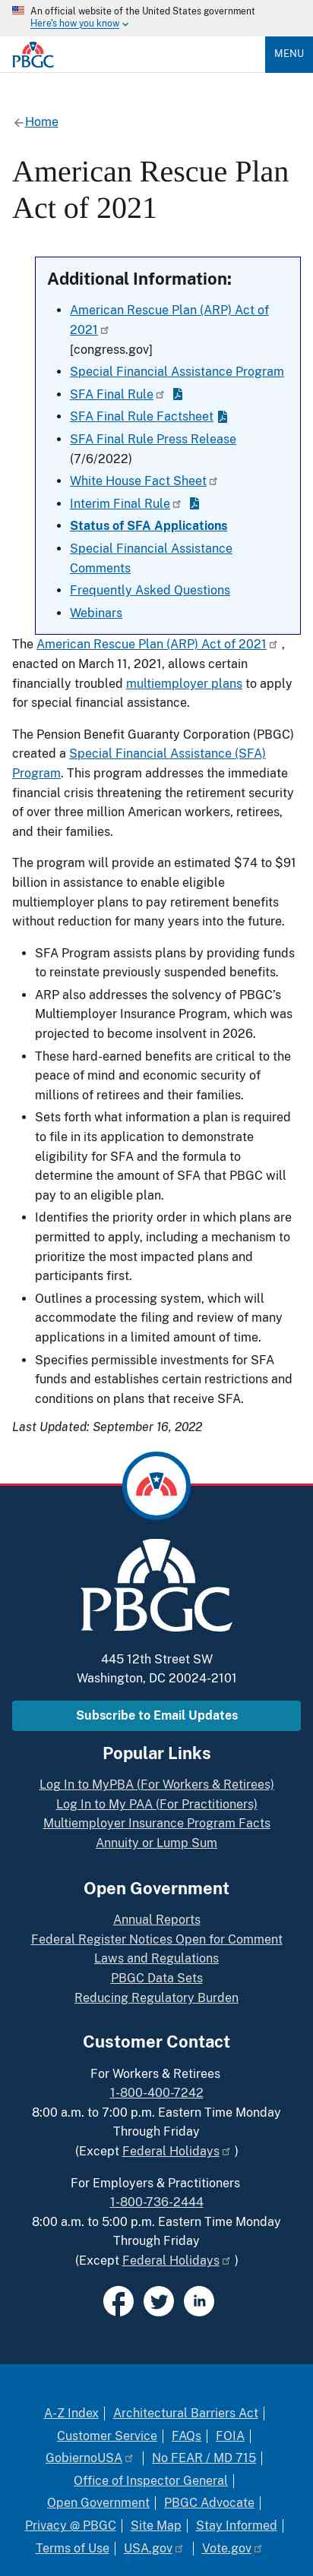 An official website of the United States government
Here's how you know
PBGC
MENU
Home
American Rescue Plan
Act of 2021
Additional Information:
American Rescue Plan (ARP) Act of
2021
[congress.gov]
Special Financial Assistance Program
SFA Final Rule
SFA Final Rule Factsheet
SFA Final Rule Press Release
(7/6/2022)
White House Fact Sheet
Interim Final Rule
Status of SFA Applications
Special Financial Assistance
Comments
Frequently Asked Questions
Webinars
The American Rescue Plan (ARP) Act of 2021 ,
enacted on March 11, 2021, allows certain
financially troubled multiemployer plans to apply
for special financial assistance.
The Pension Benefit Guaranty Corporation (PBGC)
created a Special Financial Assistance (SFA)
Program. This program addresses the immediate
financial crisis threatening the retirement security
of over three million American workers, retirees,
and their families.
The program will provide an estimated $74 to $91
billion in assistance to enable eligible
multiemployer plans to pay retirement benefits
without reduction for many years into the future.
SFA Program assists plans by providing funds
to reinstate previously suspended benefits.
ARP also addresses the solvency of PBGC's
Multiemployer Insurance Program, which was
projected to become insolvent in 2026.
These hard-earned benefits are critical to the
peace of mind and economic security of
millions of retirees and their families.
Sets forth what information a plan is required
to file in its application to demonstrate
eligibility for SFA and the formula to
determine the amount of SFA that PBGC will
pay to an eligible plan.
Identifies the priority order in which plans are
permitted to apply, including a mechanism to
prioritize the most impacted plans and
participants first.
Outlines a processing system, which will
accommodate the filing and review of many
applications in a limited amount of time.
Specifies permissible investments for SFA
funds and establishes certain restrictions and
conditions on plans that receive SFA.
Last Updated: September 16, 2022
PBGC
445 12th Street SW
Washington, DC 20024-2101
Subscribe to Email Updates
Popular Links
Log In to MyPBA (For Workers & Retirees)
Log In to My PAA (For Practitioners)
Multiemployer Insurance Program Facts
Annuity or Lump Sum
Open Government
Annual Reports
Federal Register Notices Open for Comment
Laws and Regulations
PBGC Data Sets
Reducing Regulatory Burden
Customer Contact
For Workers & Retirees
1-800-400-7242
8:00 a.m. to 7:00 p.m. Eastern Time Monday
Through Friday
(Except Federal Holidays )
For Employers & Practitioners
1-800-736-2444
8:00 a.m. to 5:00 p.m. Eastern Time Monday
Through Friday
(Except Federal Holidays )
A-Z Index | Architectural Barriers Act |
Customer Service | FAQs | FOIA |
GobiernoUSA | No FEAR / MD 715 |
Office of Inspector General |
Open Government | PBGC Advocate |
Privacy @ PBGC | Site Map | Stay Informed |
Terms of Use | USA.gov | Vote.gov